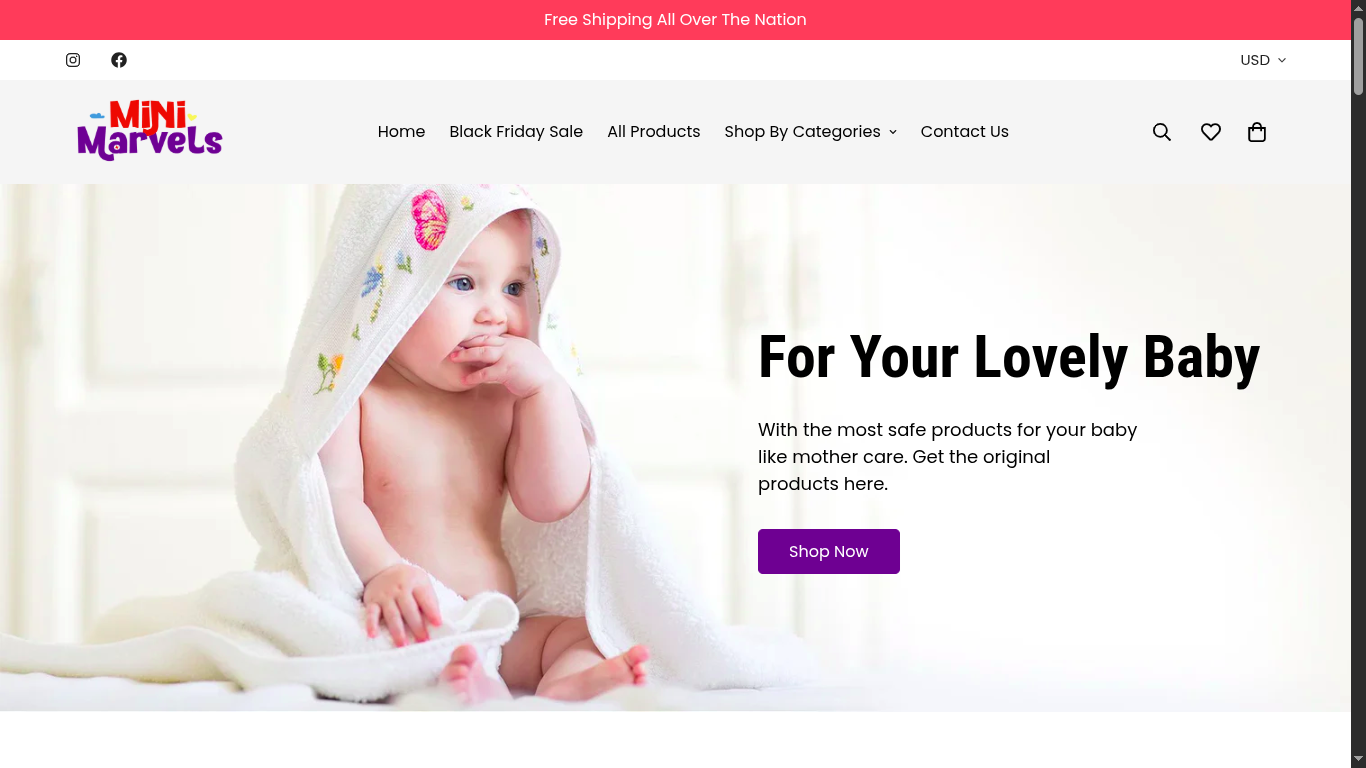 Free Shipping All Over The Nation
USD
MiNi
Marvels
Home Black Friday Sale All Products Shop By Categories Contact Us
For Your Lovely Baby
With the most safe products for your baby
like mother care. Get the original
products here.
Shop Now